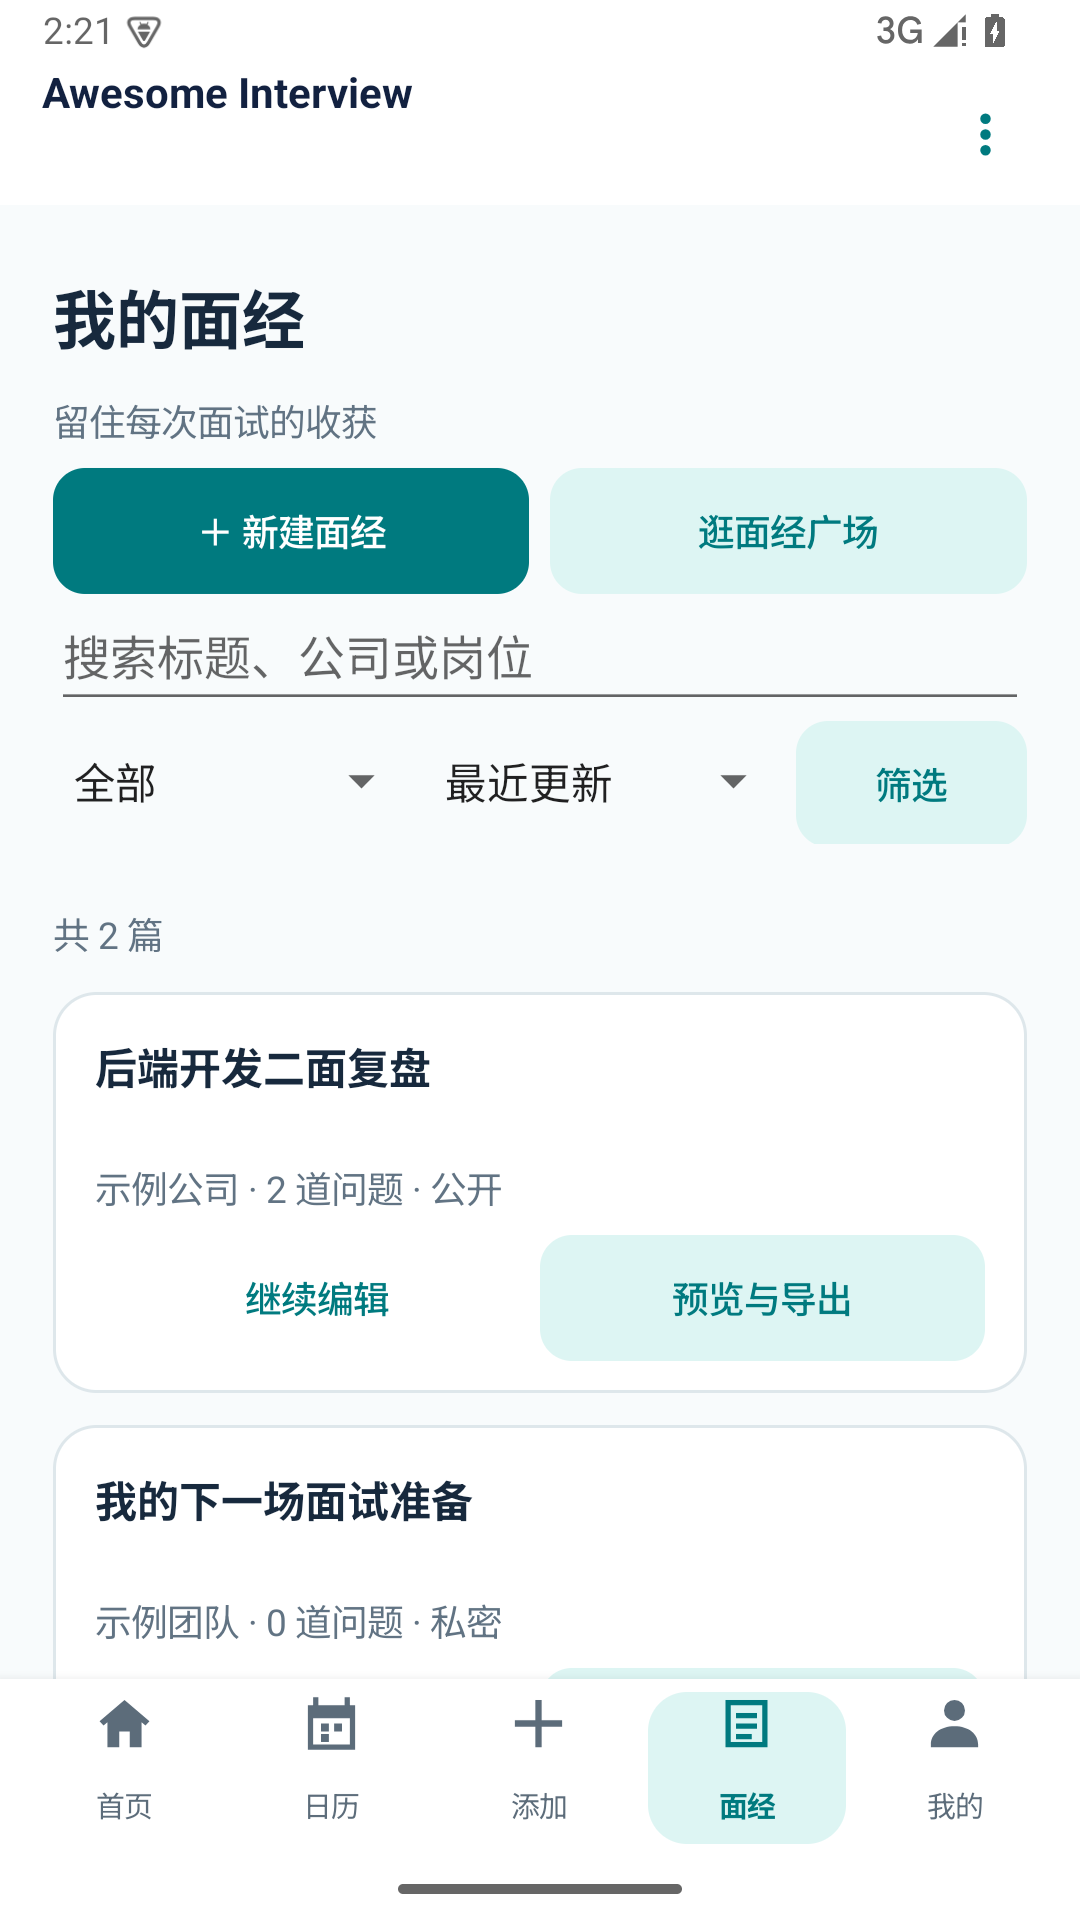 2:21
3G
Awesome Interview
我的面经
留住每次面试的收获
＋ 新建面经
逛面经广场
搜索标题、公司或岗位
全部
最近更新
筛选
共 2 篇
后端开发二面复盘
示例公司 · 2 道问题 · 公开
继续编辑
预览与导出
我的下一场面试准备
示例团队 · 0 道问题 · 私密
首页
日历
添加
面经
我的